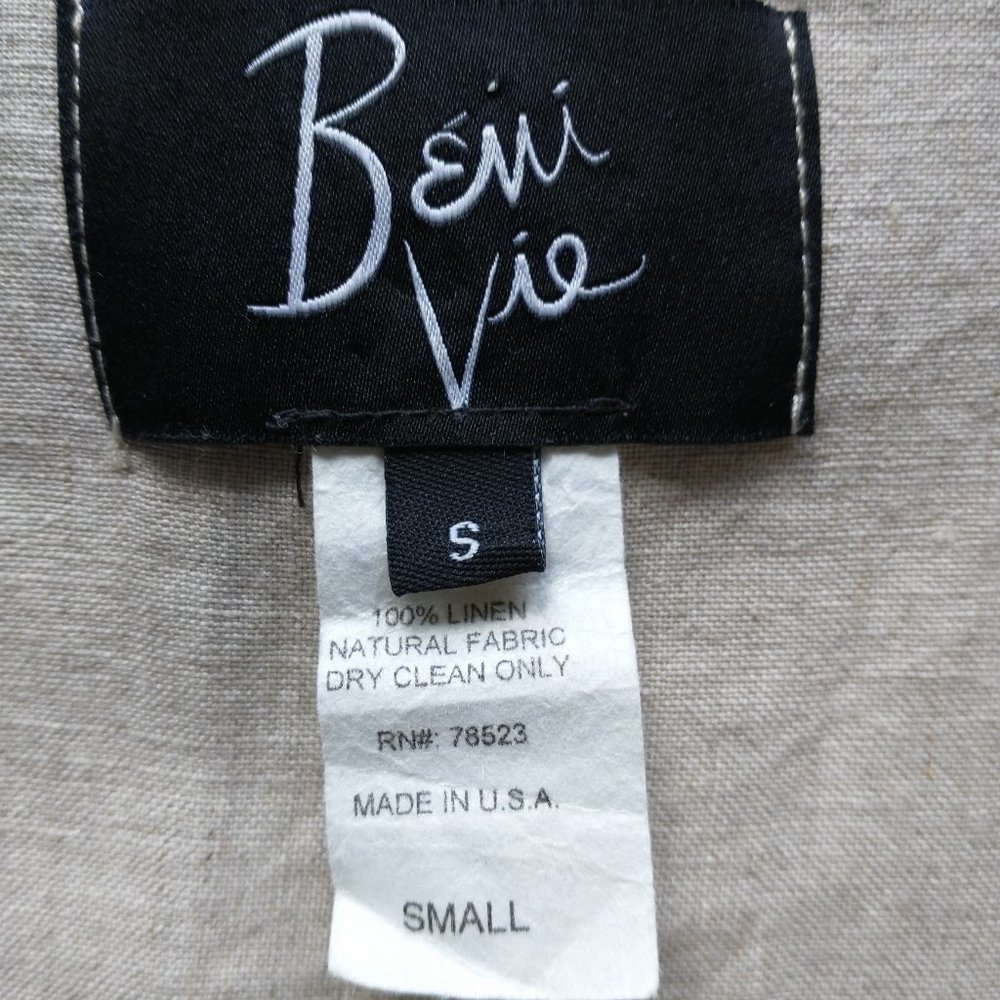 Béni
Vie
S
100% LINEN
NATURAL FABRIC
DRY CLEAN ONLY
RN#: 78523
MADE IN U.S.A.
SMALL